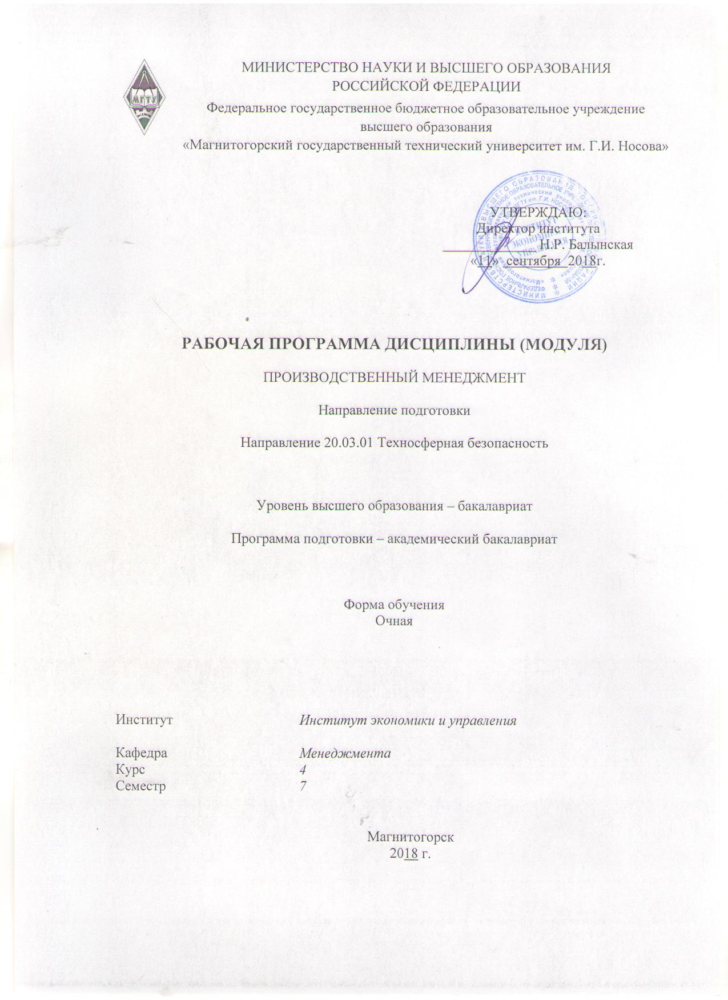 МИНИСТЕРСТВО НАУКИ И ВЫСШЕГО ОБРАЗОВАНИЯ
РОССИЙСКОЙ ФЕДЕРАЦИИ
Федеральное государственное бюджетное образовательное учреждение
высшего образования
«Магнитогорский государственный технический университет им. Г.И. Носова»
МГТУ
УТВЕРЖДАЮ:
Директор института
Н.Р. Балынская
«11» сентября 2018г.
ИНСТИТУТ
ЭКОНОМИКИ И
УПРАВЛЕНИЯ
РАБОЧАЯ ПРОГРАММА ДИСЦИПЛИНЫ (МОДУЛЯ)
ПРОИЗВОДСТВЕННЫЙ МЕНЕДЖМЕНТ
Направление подготовки
Направление 20.03.01 Техносферная безопасность
Уровень высшего образования – бакалавриат
Программа подготовки – академический бакалавриат
Форма обучения
Очная
Институт Институт экономики и управления
Кафедра Менеджмента
Курс 4
Семестр 7
Магнитогорск
2018 г.